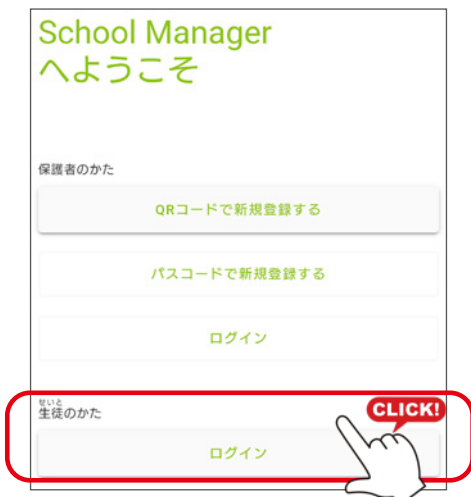 School Manager
へようこそ
保護者のかた
QRコードで新規登録する
パスコードで新規登録する
ログイン
せいと
生徒のかた
CLICK!
ログイン